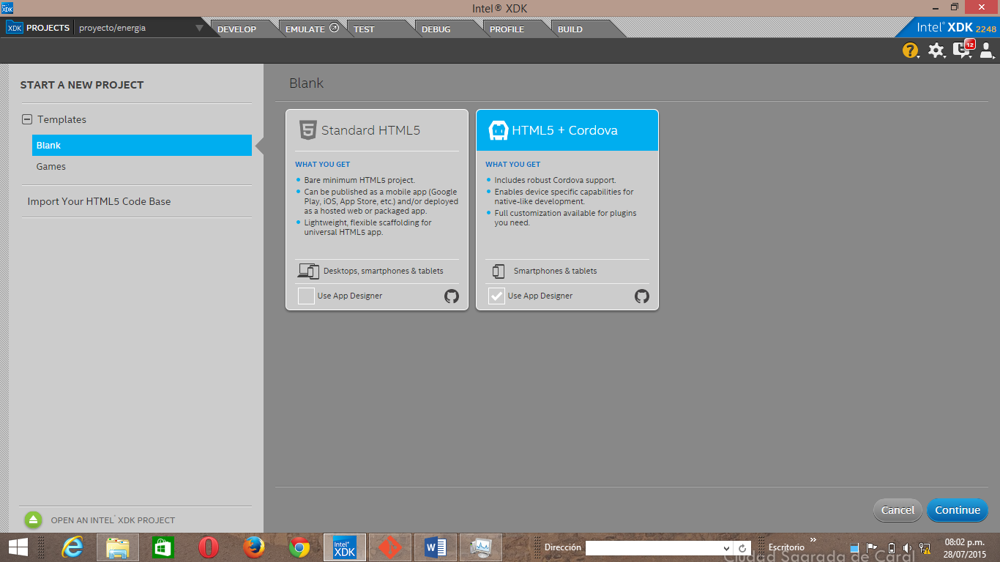 Intel® XDK
XDK PROJECTS proyecto/energia
DEVELOP
EMULATE
TEST
DEBUG
PROFILE
BUILD
Intel® XDK 2248
?
12
START A NEW PROJECT
Templates
Blank
Games
Import Your HTML5 Code Base
OPEN AN INTEL® XDK PROJECT
Blank
5 Standard HTML5
WHAT YOU GET
Bare minimum HTML5 project.
Can be published as a mobile app (Google
Play, iOS, App Store, etc.) and/or deployed
as a hosted web or packaged app.
Lightweight, flexible scaffolding for
universal HTML5 app.
Desktops, smartphones & tablets
Use App Designer
HTML5 + Cordova
WHAT YOU GET
Includes robust Cordova support.
Enables device specific capabilities for
native-like development.
Full customization available for plugins
you need.
Smartphones & tablets
Use App Designer
Cancel
Continue
intel XDK
Dirección
Escritorio
»
08:02 p.m.
28/07/2015
Ciudad Sagrada de Caral